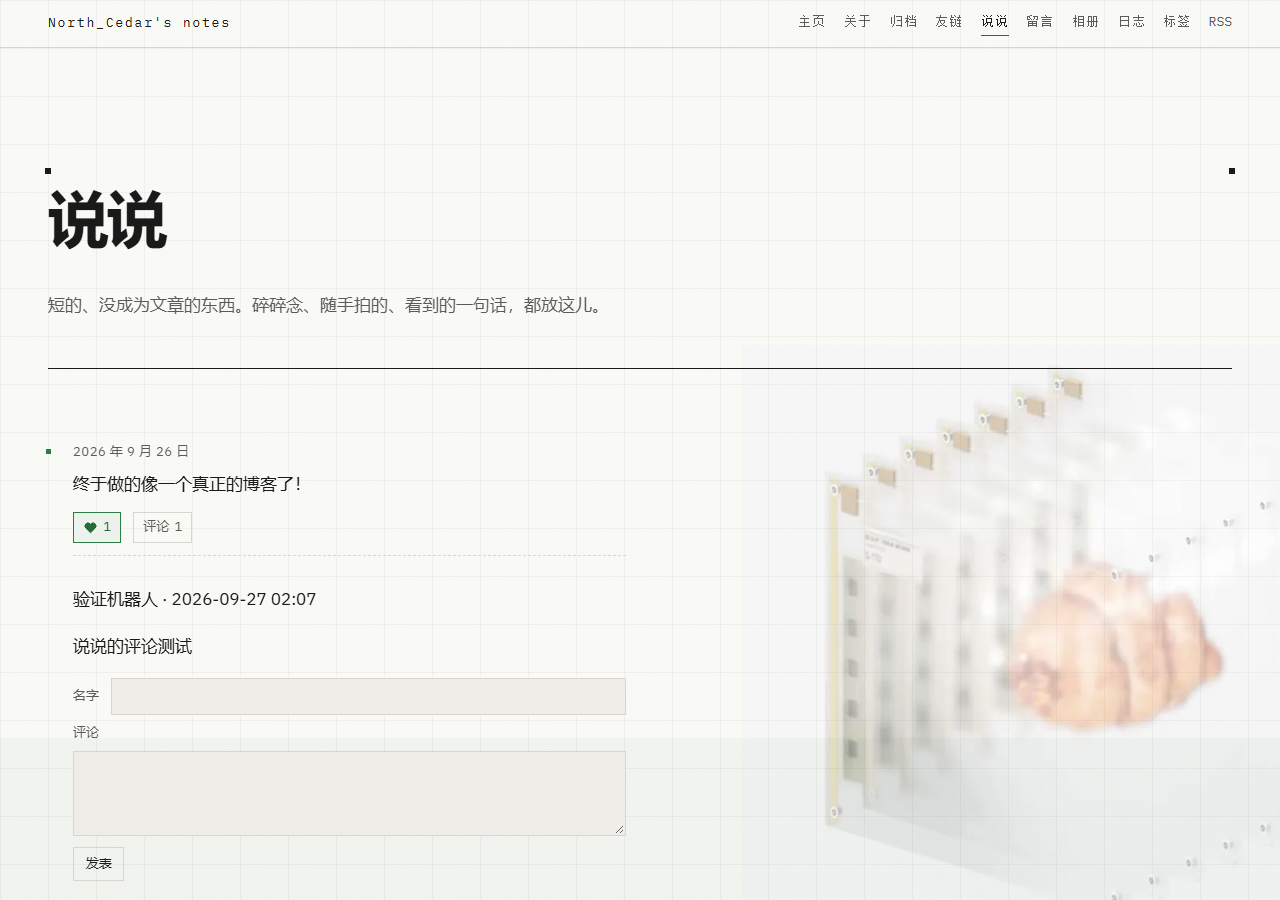 North_Cedar's notes
主页 关于 归档 友链 说说 留言 相册 日志 标签 RSS
说说
短的、没成为文章的东西。碎碎念、随手拍的、看到的一句话，都放这儿。
2026 年 9 月 26 日
终于做的像一个真正的博客了！
1 评论 1
验证机器人 · 2026-09-27 02:07
说说的评论测试
名字
评论
发表